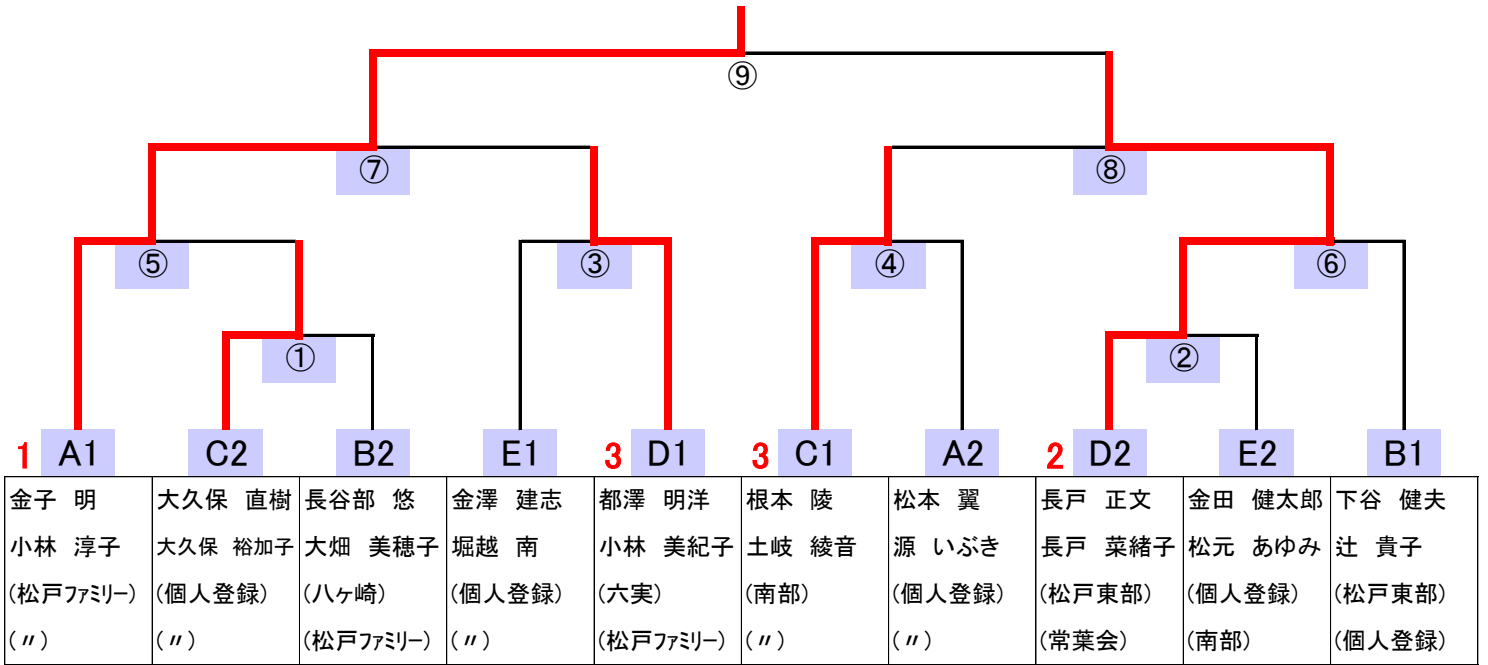 ⑨
⑦ ⑧
⑤ ③ ④ ⑥
① ②
1 A1 C2 B2 E1 3 D1 3 C1 A2 2 D2 E2 B1
金子 明 大久保 直樹 長谷部 悠 金澤 建志 都澤 明洋 根本 陵 松本 翼 長戸 正文 金田 健太郎 下谷 健夫
小林 淳子 大久保 裕加子 大畑 美穂子 堀越 南 小林 美紀子 土岐 綾音 源 いぶき 長戸 菜緒子 松元 あゆみ 辻 貴子
(松戸ファミリー) (個人登録) (八ヶ崎) (個人登録) (六実) (南部) (個人登録) (松戸東部) (個人登録) (松戸東部)
(〃) (〃) (松戸ファミリー) (〃) (松戸ファミリー) (〃) (〃) (常葉会) (南部) (個人登録)